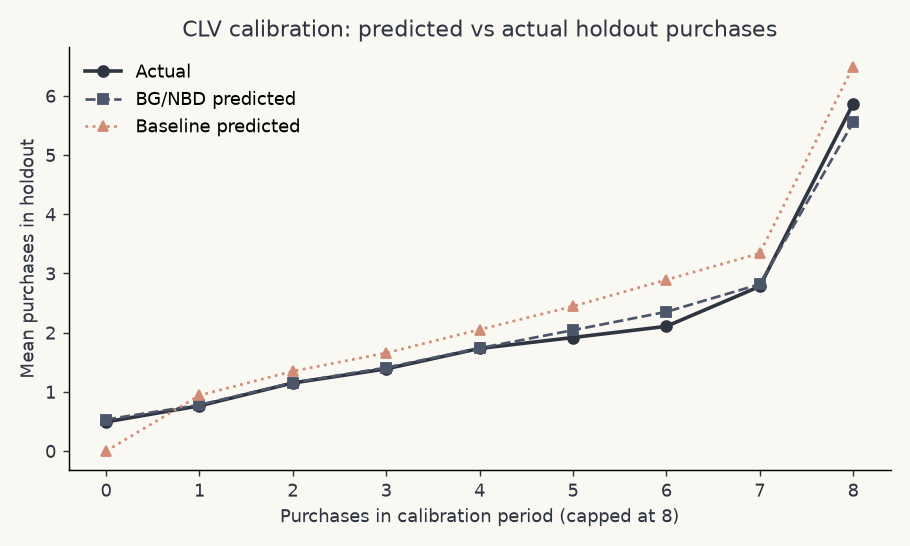 CLV calibration: predicted vs actual holdout purchases
Actual
BG/NBD predicted
Baseline predicted
Mean purchases in holdout
6
5
4
3
2
1
0
0 1 2 3 4 5 6 7 8
Purchases in calibration period (capped at 8)